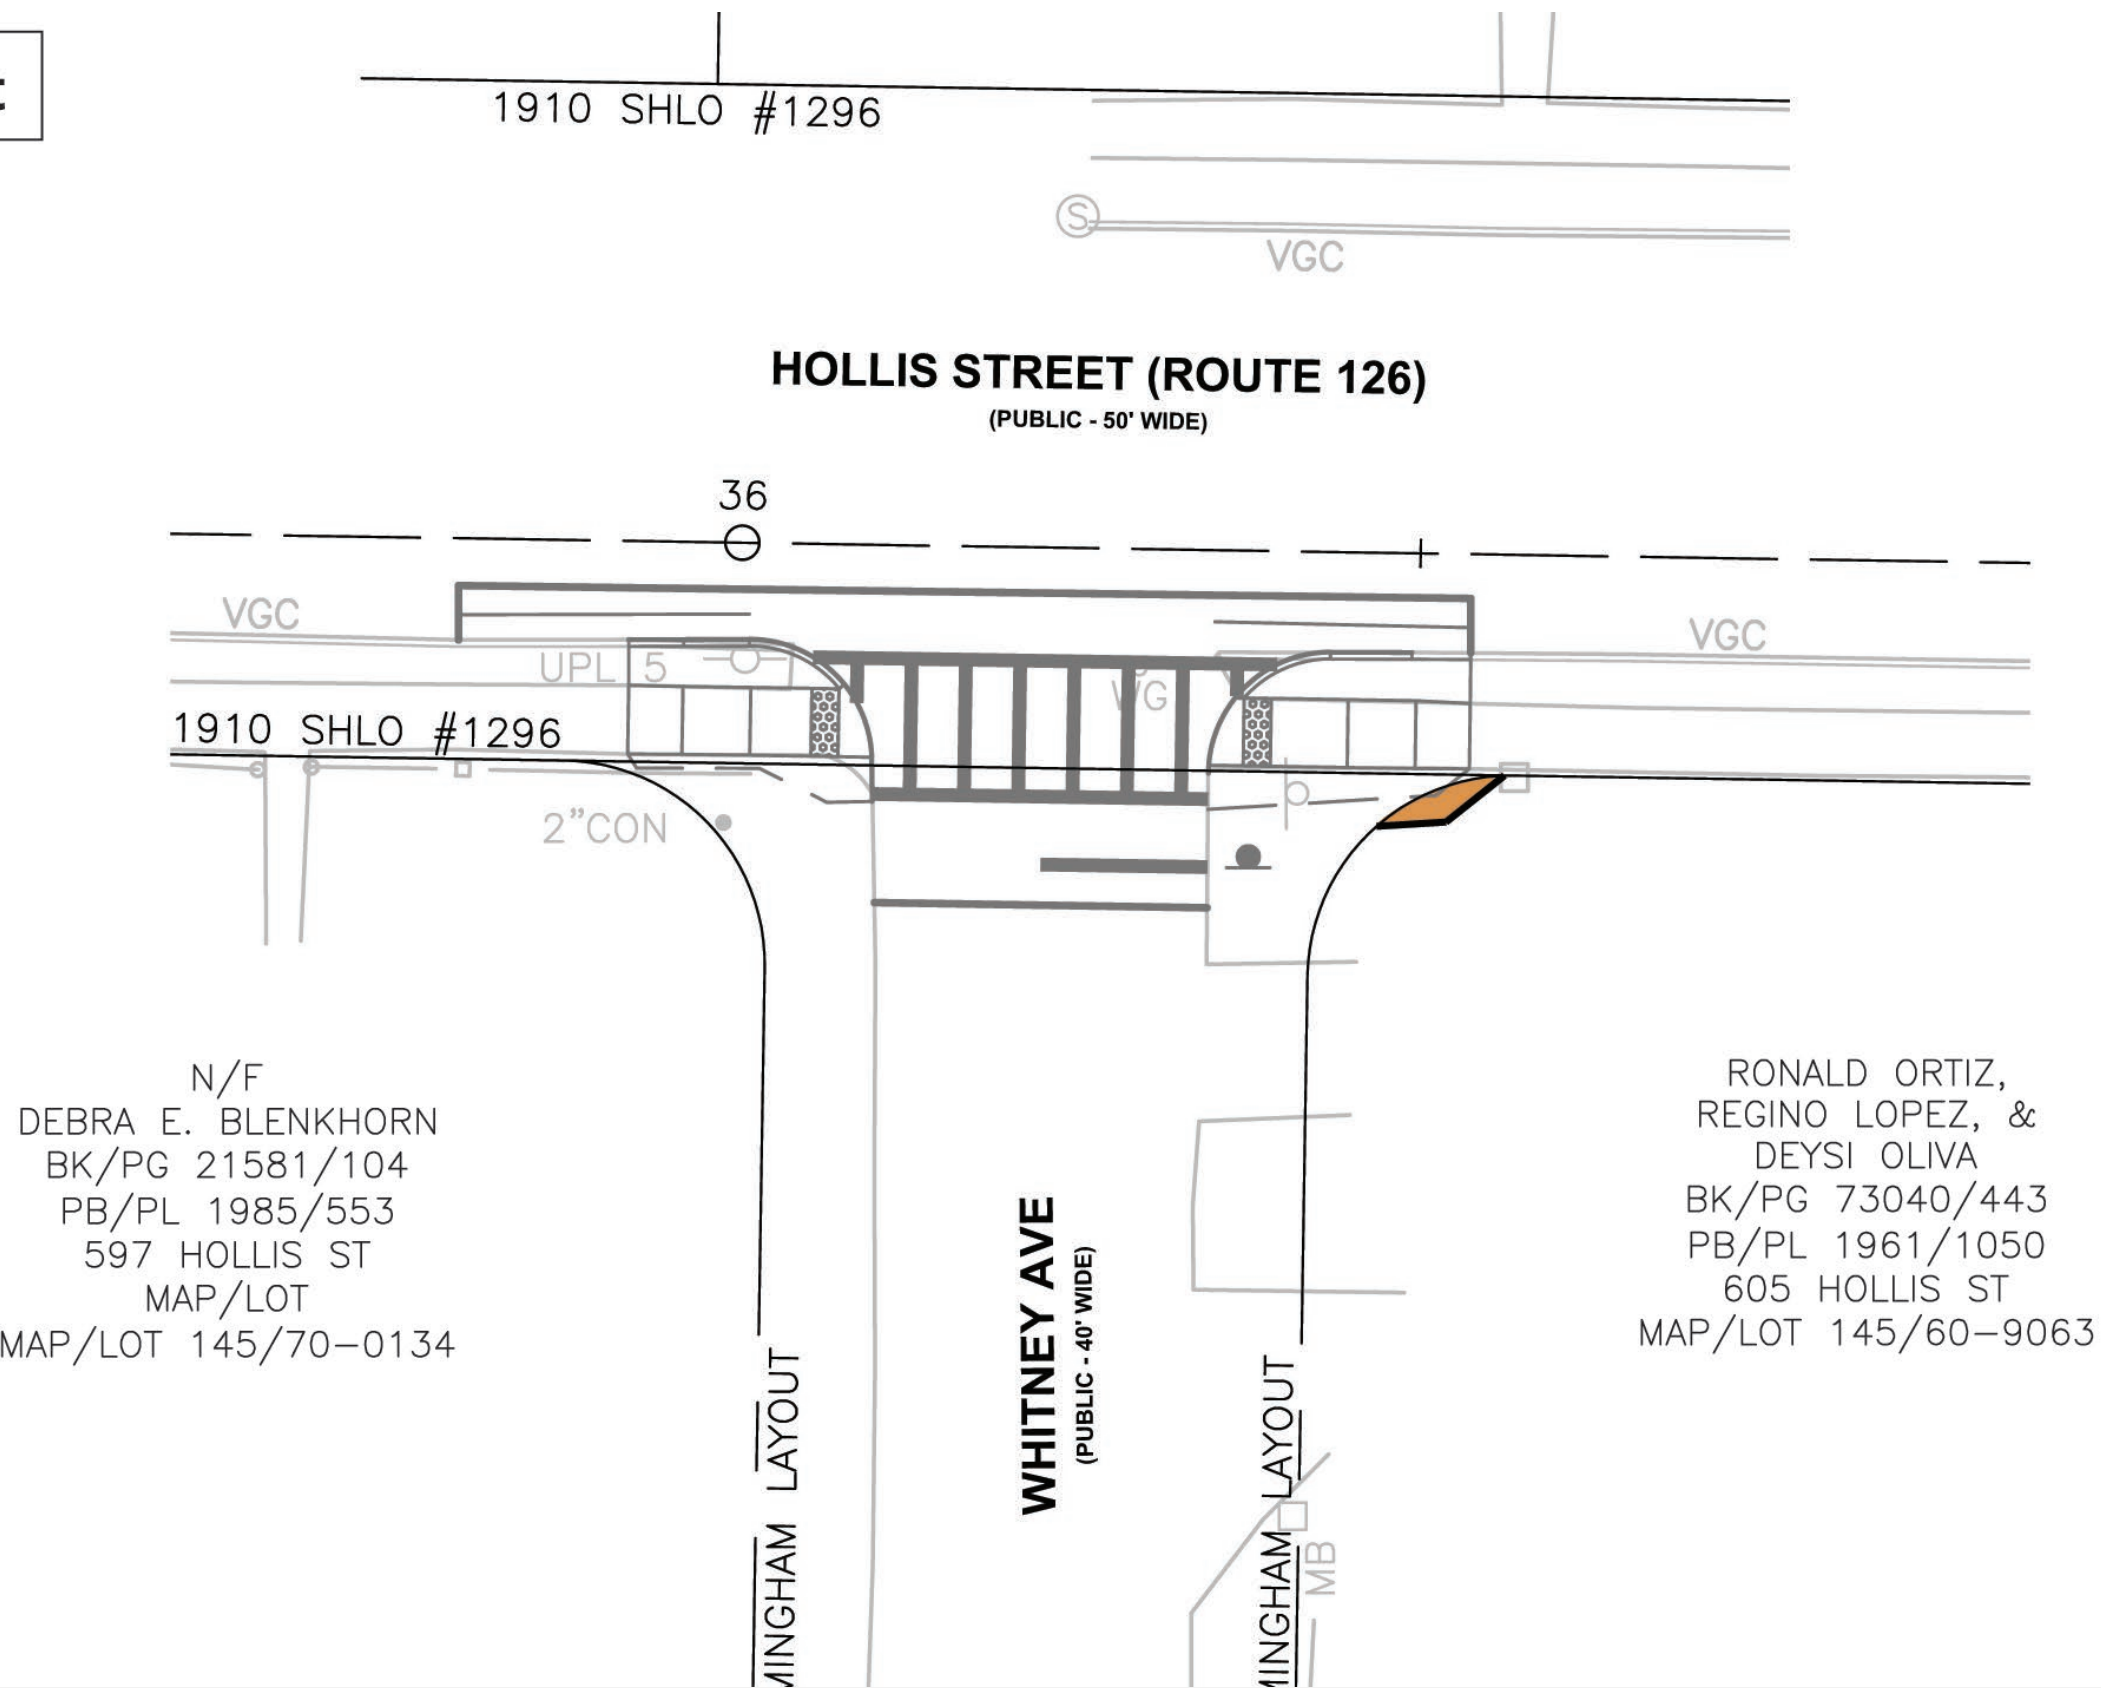 1910 SHLO #1296
S
VGC
HOLLIS STREET (ROUTE 126)
(PUBLIC - 50' WIDE)
36
VGC
VGC
UPL 5
WG
1910 SHLO #1296
2"CON
N/F
DEBRA E. BLENKHORN
BK/PG 21581/104
PB/PL 1985/553
597 HOLLIS ST
MAP/LOT
MAP/LOT 145/70-0134
RONALD ORTIZ,
REGINO LOPEZ, &
DEYSI OLIVA
BK/PG 73040/443
PB/PL 1961/1050
605 HOLLIS ST
MAP/LOT 145/60-9063
WHITNEY AVE
(PUBLIC - 40' WIDE)
MINGHAM LAYOUT
MINGHAM LAYOUT
MB